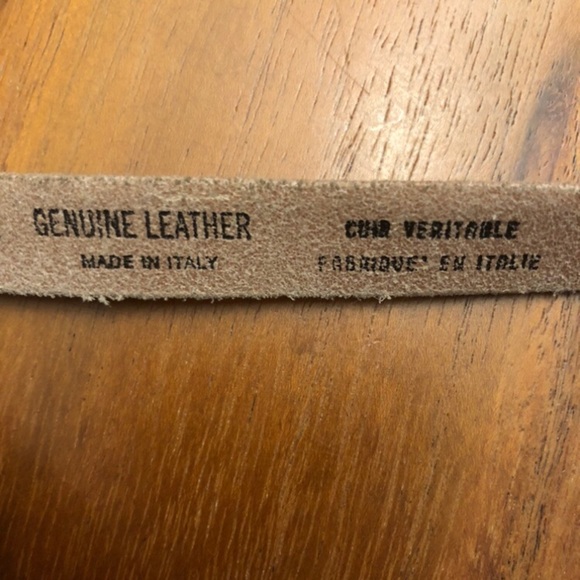 GENUINE LEATHER
MADE IN ITALY
CUIR VERITABLE
FABRIQUE' EN ITALIE